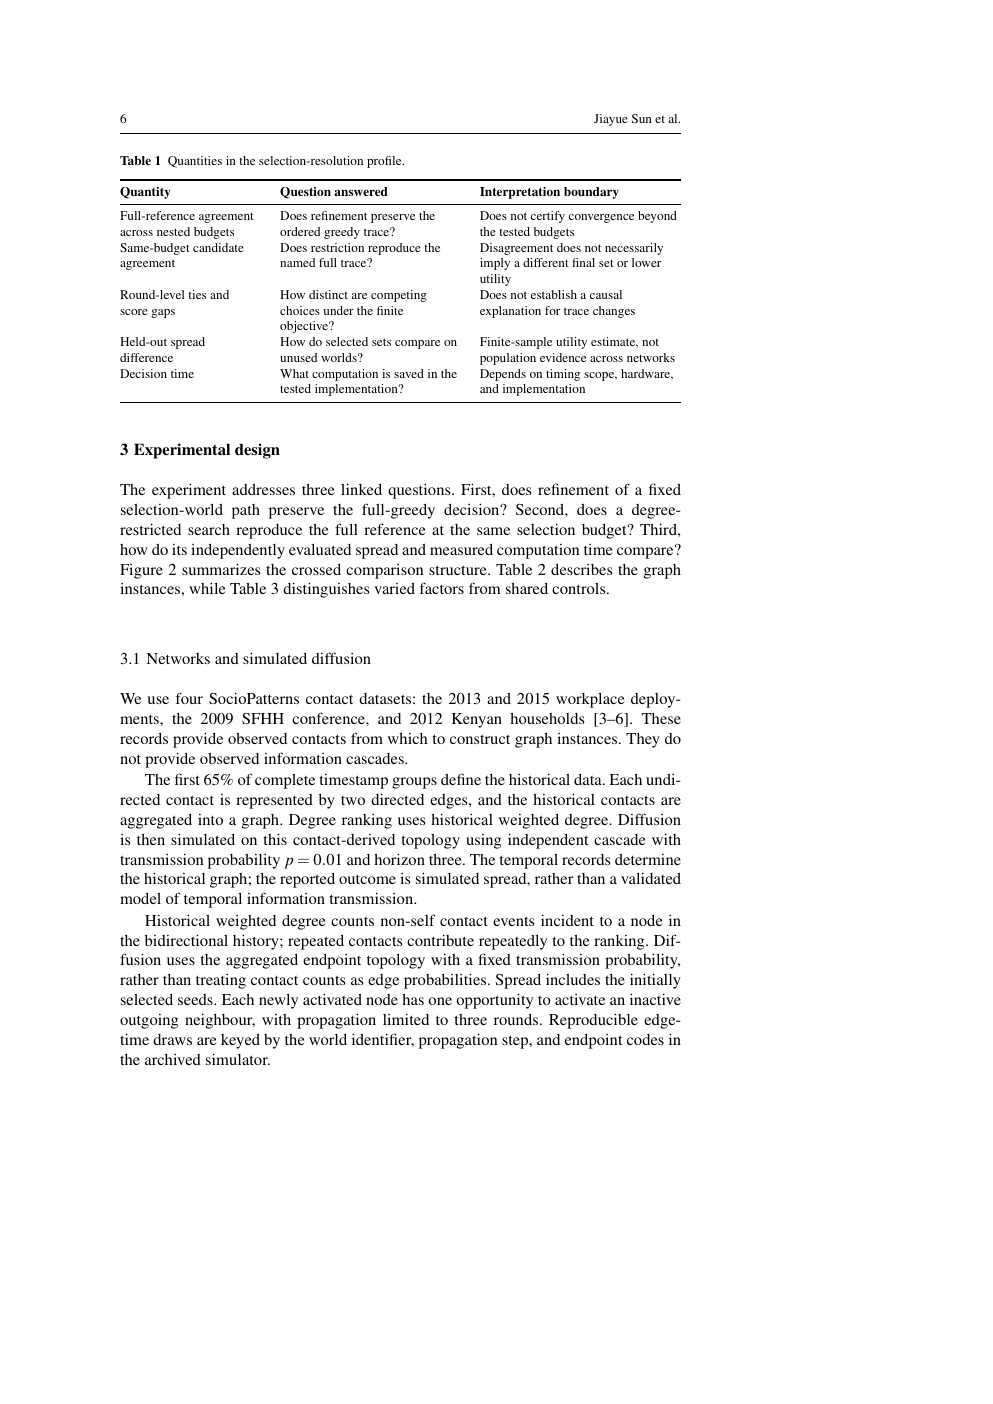 6 Jiayue Sun et al.
Table 1 Quantities in the selection-resolution profile.
Quantity Question answered Interpretation boundary
Full-reference agreement Does refinement preserve the Does not certify convergence beyond
across nested budgets ordered greedy trace? the tested budgets
Same-budget candidate Does restriction reproduce the Disagreement does not necessarily
agreement named full trace? imply a different final set or lower
utility
Round-level ties and How distinct are competing Does not establish a causal
score gaps choices under the finite explanation for trace changes
objective?
Held-out spread How do selected sets compare on Finite-sample utility estimate, not
difference unused worlds? population evidence across networks
Decision time What computation is saved in the Depends on timing scope, hardware,
tested implementation? and implementation
3 Experimental design
The experiment addresses three linked questions. First, does refinement of a fixed
selection-world path preserve the full-greedy decision? Second, does a degree-
restricted search reproduce the full reference at the same selection budget? Third,
how do its independently evaluated spread and measured computation time compare?
Figure 2 summarizes the crossed comparison structure. Table 2 describes the graph
instances, while Table 3 distinguishes varied factors from shared controls.
3.1 Networks and simulated diffusion
We use four SocioPatterns contact datasets: the 2013 and 2015 workplace deploy-
ments, the 2009 SFHH conference, and 2012 Kenyan households [3–6]. These
records provide observed contacts from which to construct graph instances. They do
not provide observed information cascades.
The first 65% of complete timestamp groups define the historical data. Each undi-
rected contact is represented by two directed edges, and the historical contacts are
aggregated into a graph. Degree ranking uses historical weighted degree. Diffusion
is then simulated on this contact-derived topology using independent cascade with
transmission probability p = 0.01 and horizon three. The temporal records determine
the historical graph; the reported outcome is simulated spread, rather than a validated
model of temporal information transmission.
Historical weighted degree counts non-self contact events incident to a node in
the bidirectional history; repeated contacts contribute repeatedly to the ranking. Dif-
fusion uses the aggregated endpoint topology with a fixed transmission probability,
rather than treating contact counts as edge probabilities. Spread includes the initially
selected seeds. Each newly activated node has one opportunity to activate an inactive
outgoing neighbour, with propagation limited to three rounds. Reproducible edge-
time draws are keyed by the world identifier, propagation step, and endpoint codes in
the archived simulator.